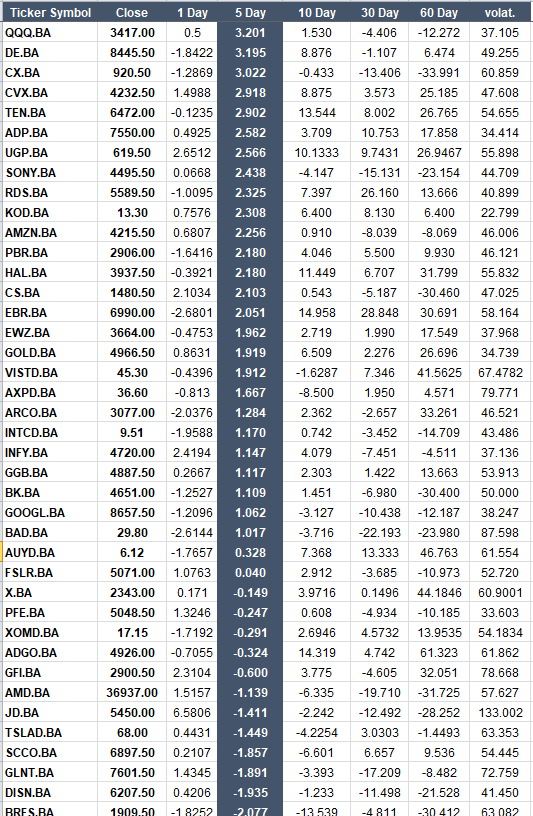 Ticker Symbol Close 1 Day 5 Day 10 Day 30 Day 60 Day volat.
QQQ.BA 3417.00 0.5 3.201 1.530 -4.406 -12.272 37.105
DE.BA 8445.50 -1.8422 3.195 8.876 -1.107 6.474 49.255
CX.BA 920.50 -1.2869 3.022 -0.433 -13.406 -33.991 60.859
CVX.BA 4232.50 1.4988 2.918 8.875 3.573 25.185 47.608
TEN.BA 6472.00 -0.1235 2.902 13.544 8.002 26.765 54.655
ADP.BA 7550.00 0.4925 2.582 3.709 10.753 17.858 34.414
UGP.BA 619.50 2.6512 2.566 10.1333 9.7431 26.9467 55.898
SONY.BA 4495.50 0.0668 2.438 -4.147 -15.131 -23.154 44.709
RDS.BA 5589.50 -1.0095 2.325 7.397 26.160 13.666 40.899
KOD.BA 13.30 0.7576 2.308 6.400 8.130 6.400 22.799
AMZN.BA 4215.50 0.6807 2.256 0.910 -8.039 -8.069 46.006
PBR.BA 2906.00 -1.6416 2.180 4.046 5.500 9.930 46.121
HAL.BA 3937.50 -0.3921 2.180 11.449 6.707 31.799 55.832
CS.BA 1480.50 2.1034 2.103 0.543 -5.187 -30.460 47.025
EBR.BA 6990.00 -2.6801 2.051 14.958 28.848 30.691 58.164
EWZ.BA 3664.00 -0.4753 1.962 2.719 1.990 17.549 37.968
GOLD.BA 4966.50 0.8631 1.919 6.509 2.276 26.696 34.739
VISTD.BA 45.30 -0.4396 1.912 -1.6287 7.346 41.5625 67.4782
AXPD.BA 36.60 -0.813 1.667 -8.500 1.950 4.571 79.771
ARCO.BA 3077.00 -2.0376 1.284 2.362 -2.657 33.261 46.521
INTCD.BA 9.51 -1.9588 1.170 0.742 -3.452 -14.709 43.486
INFY.BA 4720.00 2.4194 1.147 4.079 -7.451 -4.511 37.136
GGB.BA 4887.50 0.2667 1.117 2.303 1.422 13.663 53.913
BK.BA 4651.00 -1.2527 1.109 1.451 -6.980 -30.400 50.000
GOOGL.BA 8657.50 -1.2096 1.062 -3.127 -10.438 -12.187 38.247
BAD.BA 29.80 -2.6144 1.017 -3.716 -22.193 -23.980 87.598
AUYD.BA 6.12 -1.7657 0.328 7.368 13.333 46.763 61.554
FSLR.BA 5071.00 1.0763 0.040 2.912 -3.685 -10.973 52.720
X.BA 2343.00 0.171 -0.149 3.9716 0.1496 44.1846 60.9001
PFE.BA 5048.50 1.3246 -0.247 0.608 -4.934 -10.185 33.603
XOMD.BA 17.15 -1.7192 -0.291 2.6946 4.5732 13.9535 54.1834
ADGO.BA 4926.00 -0.7055 -0.324 14.319 4.742 61.323 61.862
GFI.BA 2900.50 2.3104 -0.600 3.775 -4.605 32.051 78.668
AMD.BA 36937.00 1.5157 -1.139 -6.335 -19.710 -31.725 57.627
JD.BA 5450.00 6.5806 -1.411 -2.242 -12.492 -28.252 133.002
TSLAD.BA 68.00 0.4431 -1.449 -4.2254 3.0303 -1.4493 63.353
SCCO.BA 6897.50 0.2107 -1.857 -6.601 6.657 9.536 54.445
GLNT.BA 7601.50 1.4345 -1.891 -3.393 -17.209 -8.482 72.759
DISN.BA 6207.50 0.4206 -1.935 -1.233 -11.498 -21.528 41.450
BRFS.BA 1909.50 -1.8252 -2.077 -13.539 -4.811 -30.412 63.082